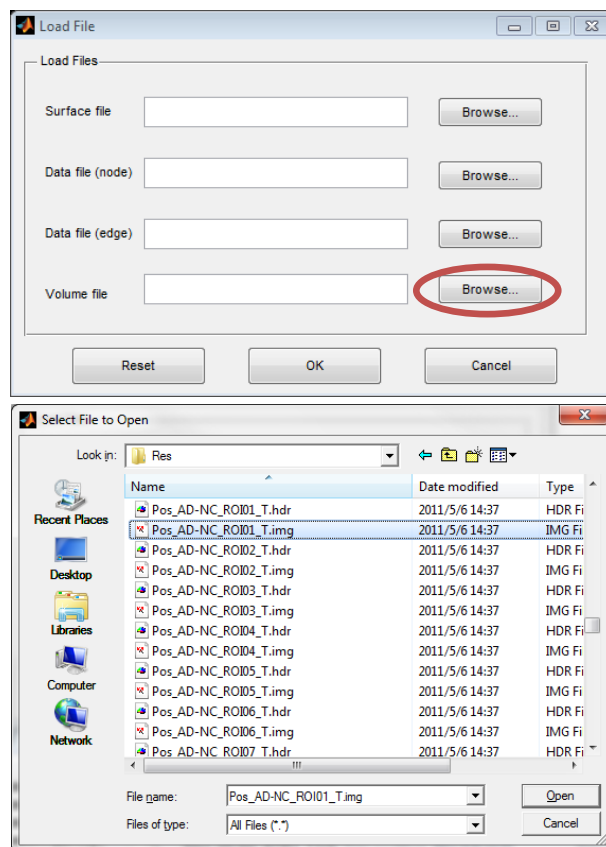 Load File
Load Files
Surface file Browse...
Data file (node) Browse...
Data file (edge) Browse...
Volume file Browse...
Reset OK Cancel
Select File to Open
Look in: Res
Name Date modified Type
Recent Places
Desktop
Libraries
Computer
Network
Pos_AD-NC_ROI01_T.hdr 2011/5/6 14:37 HDR Fi
Pos_AD-NC_ROI01_T.img 2011/5/6 14:37 IMG Fi
Pos_AD-NC_ROI02_T.hdr 2011/5/6 14:37 HDR Fi
Pos_AD-NC_ROI02_T.img 2011/5/6 14:37 IMG Fi
Pos_AD-NC_ROI03_T.hdr 2011/5/6 14:37 HDR Fi
Pos_AD-NC_ROI03_T.img 2011/5/6 14:37 IMG Fi
Pos_AD-NC_ROI04_T.hdr 2011/5/6 14:37 HDR Fi
Pos_AD-NC_ROI04_T.img 2011/5/6 14:37 IMG Fi
Pos_AD-NC_ROI05_T.hdr 2011/5/6 14:37 HDR Fi
Pos_AD-NC_ROI05_T.img 2011/5/6 14:37 IMG Fi
Pos_AD-NC_ROI06_T.hdr 2011/5/6 14:37 HDR Fi
Pos_AD-NC_ROI06_T.img 2011/5/6 14:37 IMG Fi
Pos_AD-NC_ROI07_T.hdr 2011/5/6 14:37 HDR Fi
File name: Pos_AD-NC_ROI01_T.img Open
Files of type: All Files (*.*) Cancel